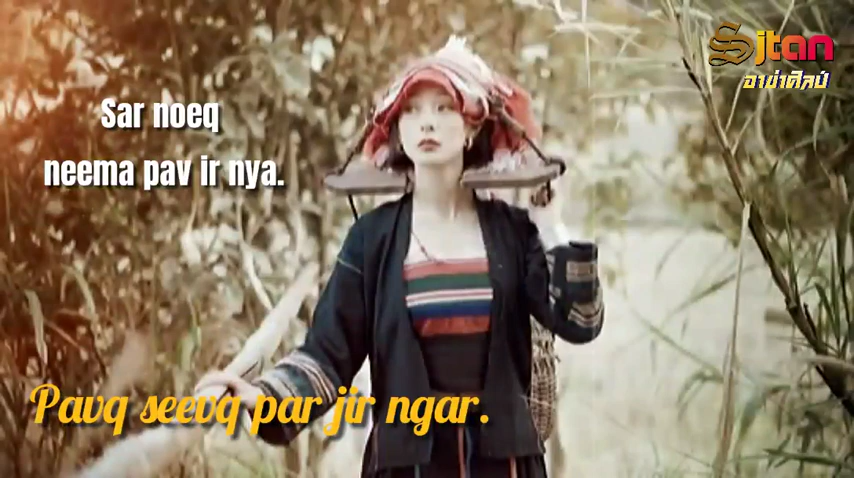 Sjtan
อาข่าศิลป์
Sar noeq
neema pav ir nya.
Pavq seevq par jir ngar.